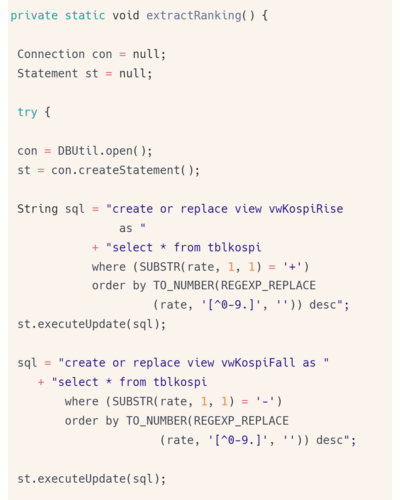 private static void extractRanking() {
Connection con = null;
Statement st = null;
try {
con = DBUtil.open();
st = con.createStatement();
String sql = "create or replace view vwKospiRise
as "
+ "select * from tblkospi
where (SUBSTR(rate, 1, 1) = '+')
order by TO_NUMBER(REGEXP_REPLACE
(rate, '[^0-9.]', '')) desc";
st.executeUpdate(sql);
sql = "create or replace view vwKospiFall as "
+ "select * from tblkospi
where (SUBSTR(rate, 1, 1) = '-')
order by TO_NUMBER(REGEXP_REPLACE
(rate, '[^0-9.]', '')) desc";
st.executeUpdate(sql);